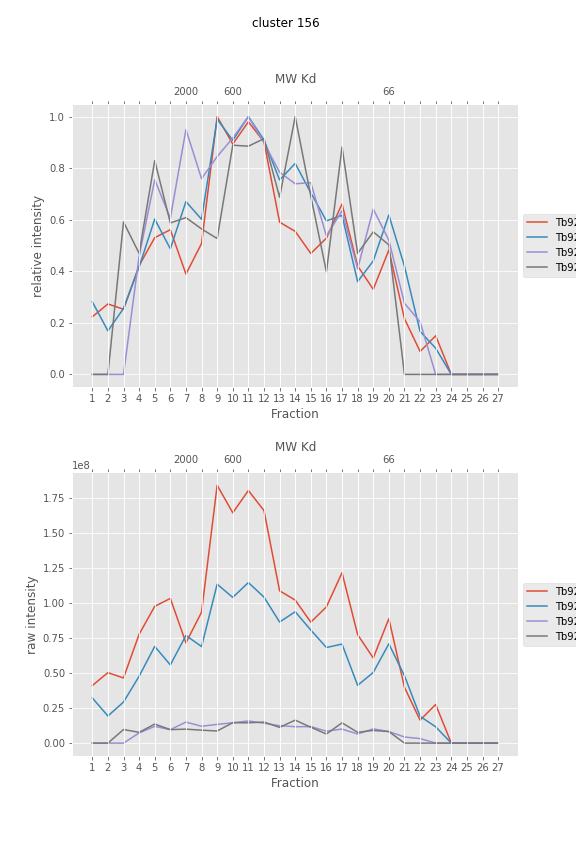 cluster 156
MW Kd
2000 600 66
1.0
0.8
0.6
0.4
0.2
0.0
relative intensity
Tb92
Tb92
Tb92
Tb92
1 2 3 4 5 6 7 8 9 10 11 12 13 14 15 16 17 18 19 20 21 22 23 24 25 26 27
Fraction
MW Kd
1e8 2000 600 66
1.75
1.50
1.25
1.00
0.75
0.50
0.25
0.00
raw intensity
Tb92
Tb92
Tb92
Tb92
1 2 3 4 5 6 7 8 9 10 11 12 13 14 15 16 17 18 19 20 21 22 23 24 25 26 27
Fraction